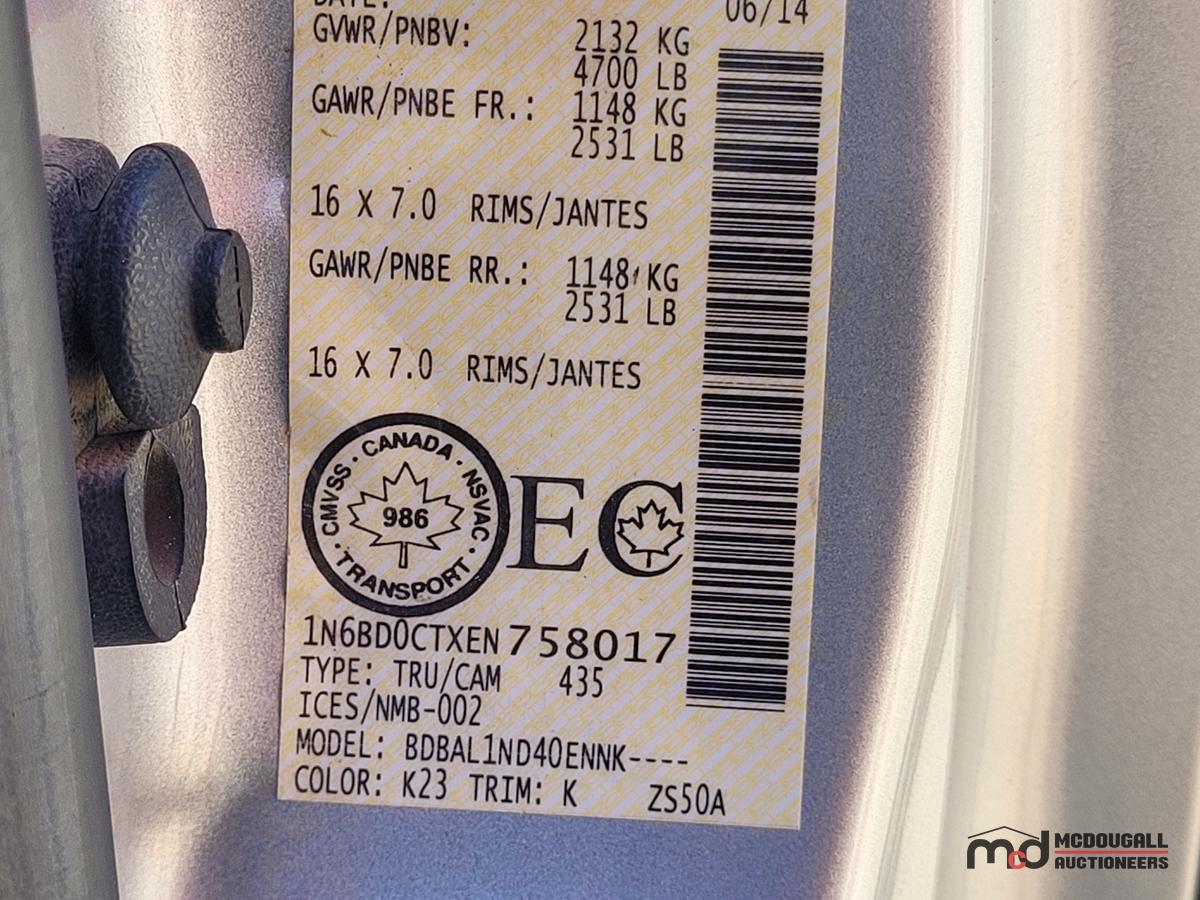 DATE: 06/14
GVWR/PNBV: 2132 KG
4700 LB
GAWR/PNBE FR.: 1148 KG
2531 LB
16 X 7.0 RIMS/JANTES
GAWR/PNBE RR.: 1148 KG
2531 LB
16 X 7.0 RIMS/JANTES
CMVSS · CANADA · NSVAC · TRANSPORT ·
986
EC
1N6BD0CTXEN758017
TYPE: TRU/CAM 435
ICES/NMB-002
MODEL: BDBAL1ND40ENNK----
COLOR: K23 TRIM: K ZS50A
mcd MCDOUGALL
AUCTIONEERS